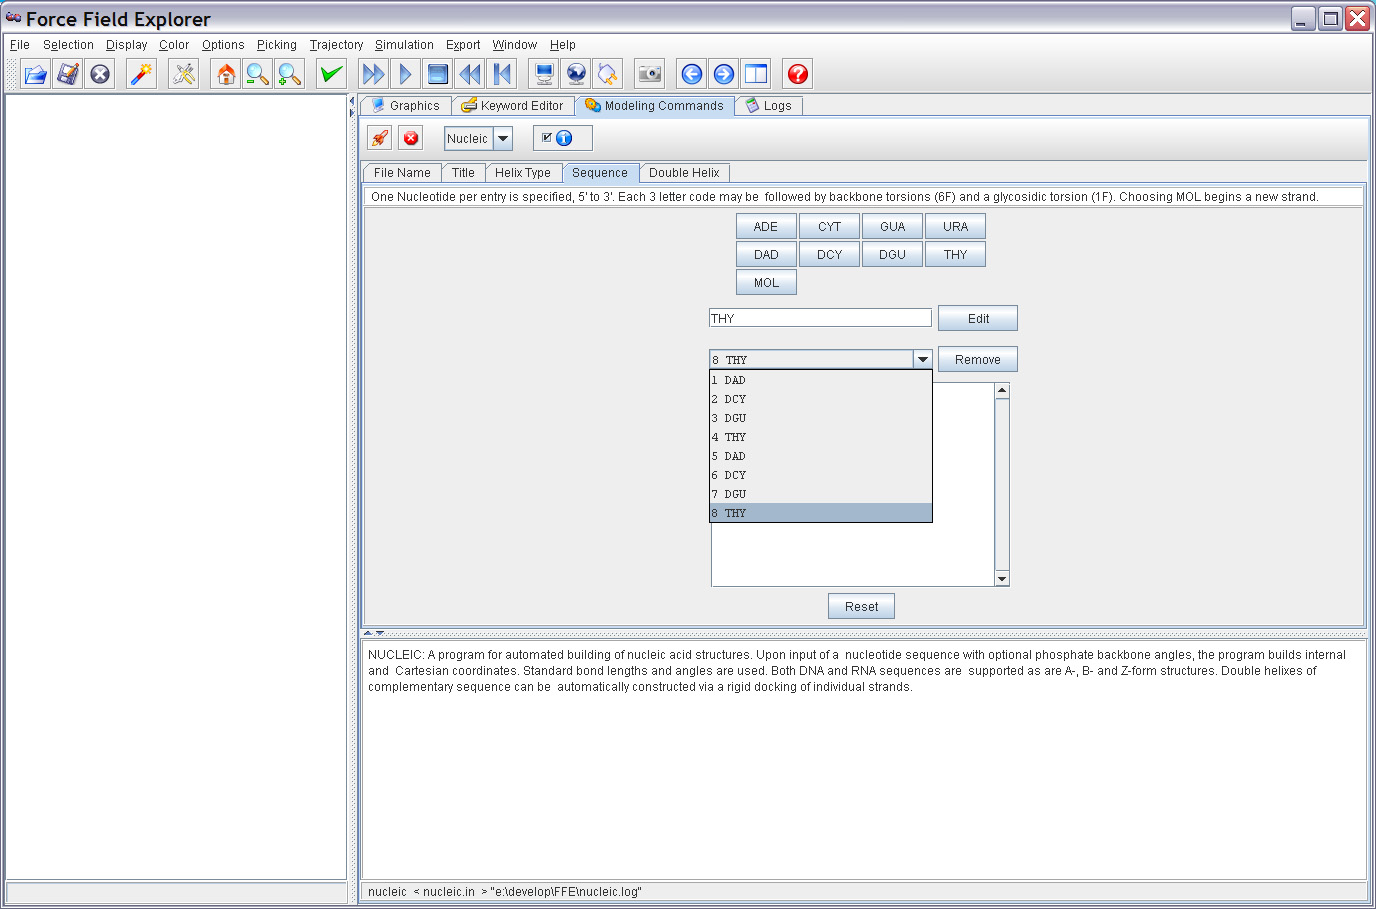 Force Field Explorer
File Selection Display Color Options Picking Trajectory Simulation Export Window Help
Graphics Keyword Editor Modeling Commands Logs
Nucleic
File Name Title Helix Type Sequence Double Helix
One Nucleotide per entry is specified, 5' to 3'. Each 3 letter code may be followed by backbone torsions (6F) and a glycosidic torsion (1F). Choosing MOL begins a new strand.
ADE CYT GUA URA
DAD DCY DGU THY
MOL
THY Edit
8 THY Remove
1 DAD
2 DCY
3 DGU
4 THY
5 DAD
6 DCY
7 DGU
8 THY
Reset
NUCLEIC: A program for automated building of nucleic acid structures. Upon input of a nucleotide sequence with optional phosphate backbone angles, the program builds internal
and Cartesian coordinates. Standard bond lengths and angles are used. Both DNA and RNA sequences are supported as are A-, B- and Z-form structures. Double helixes of
complementary sequence can be automatically constructed via a rigid docking of individual strands.
nucleic < nucleic.in > "e:\develop\FFE\nucleic.log"